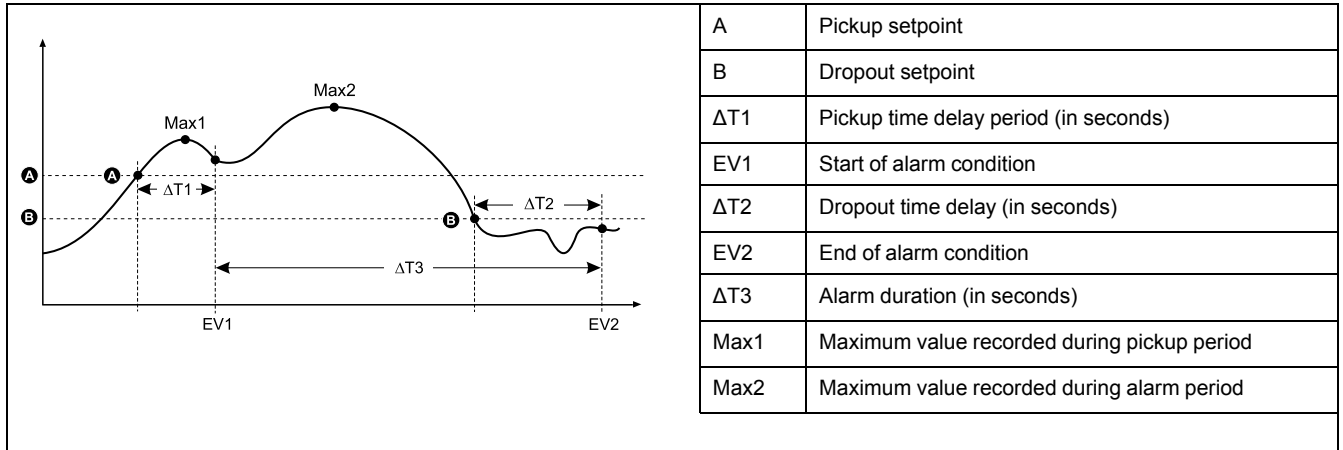 Max2
Max1
A
A
ΔT1
B
B
ΔT2
ΔT3
EV1
EV2
A Pickup setpoint
B Dropout setpoint
ΔT1 Pickup time delay period (in seconds)
EV1 Start of alarm condition
ΔT2 Dropout time delay (in seconds)
EV2 End of alarm condition
ΔT3 Alarm duration (in seconds)
Max1 Maximum value recorded during pickup period
Max2 Maximum value recorded during alarm period